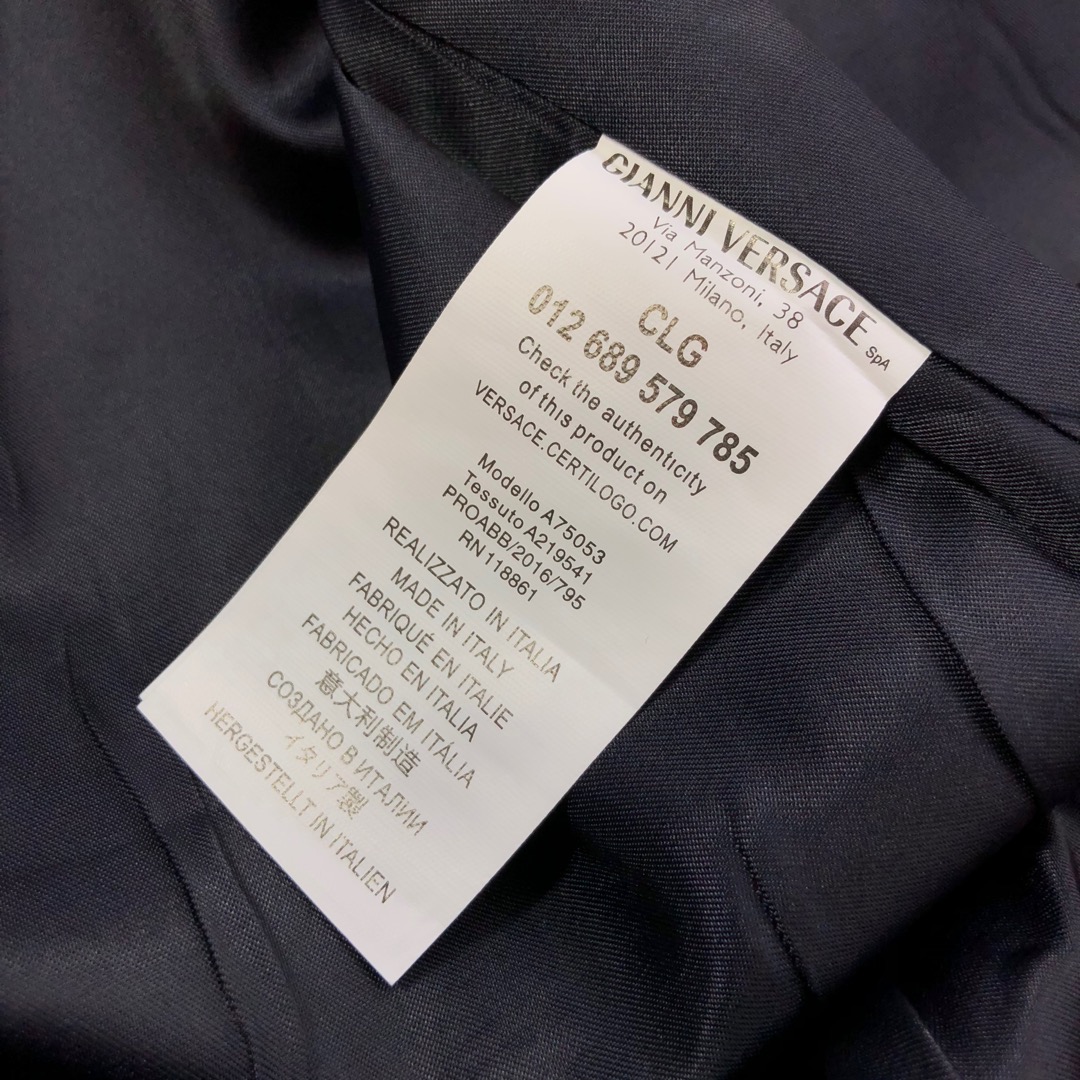 GIANNI VERSACE SpA
Via Manzoni, 38
20121 Milano, Italy
CLG
012 689 579 785
Check the authenticity
of this product on
VERSACE.CERTILOGO.COM
Modello A75053
Tessuto A219541
PROABB/2016/795
RN118861
REALIZZATO IN ITALIA
MADE IN ITALY
FABRIQUÉ EN ITALIE
HECHO EN ITALIA
FABRICADO EM ITÁLIA
意大利制造
СОЗДАНО В ИТАЛИИ
イタリア製
HERGESTELLT IN ITALIEN